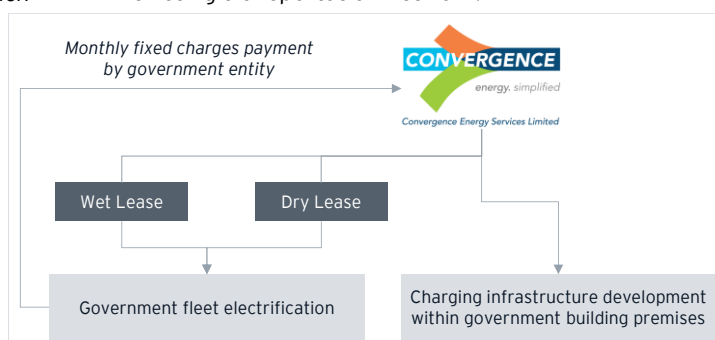 Monthly fixed charges payment
by government entity
CONVERGENCE
energy. simplified
Convergence Energy Services Limited
Wet Lease
Dry Lease
Government fleet electrification
Charging infrastructure development
within government building premises